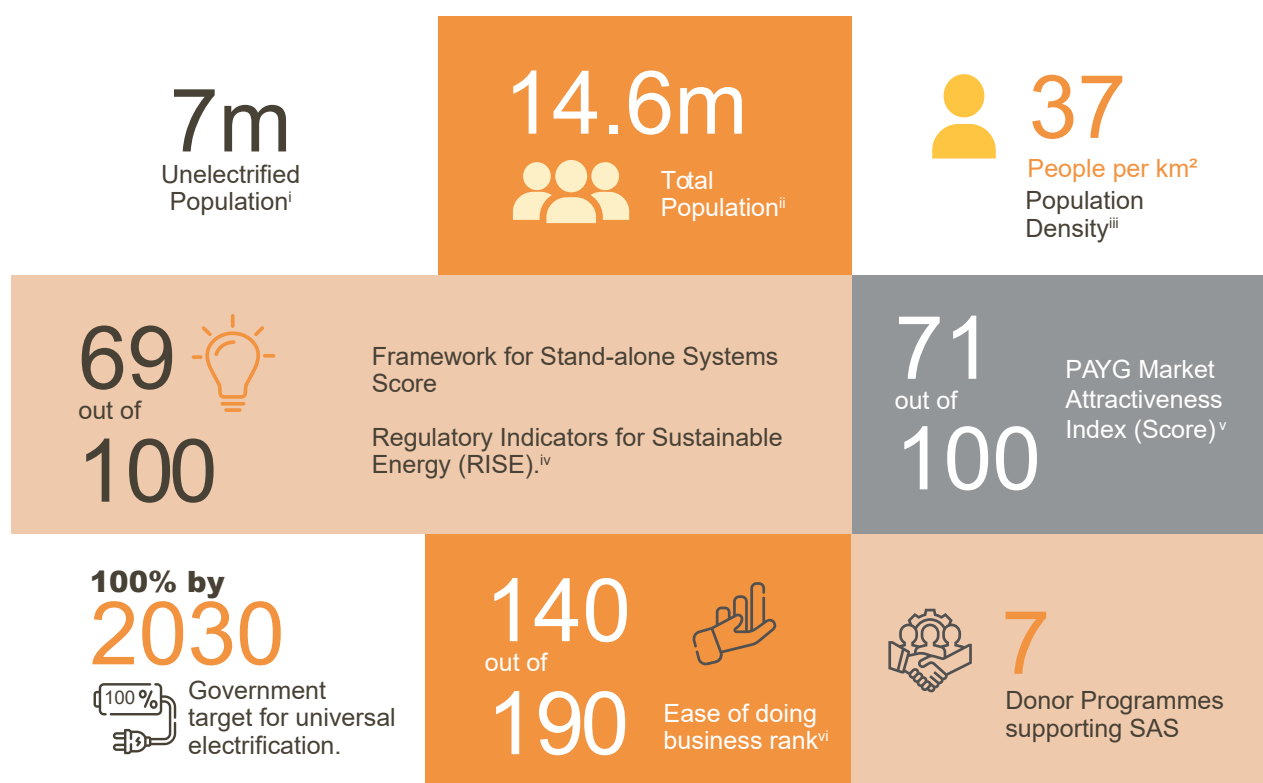 7m
Unelectrified
Populationⁱ
14.6m
Total
Populationⁱⁱ
37
People per km²
Population
Densityⁱⁱⁱ
69
out of
100
Framework for Stand-alone Systems
Score
Regulatory Indicators for Sustainable
Energy (RISE).ⁱᵛ
71
out of
100
PAYG Market
Attractiveness
Index (Score)ᵛ
100% by
2030
100 %
Government
target for universal
electrification.
140
out of
190
Ease of doing
business rankᵛⁱ
7
Donor Programmes
supporting SAS